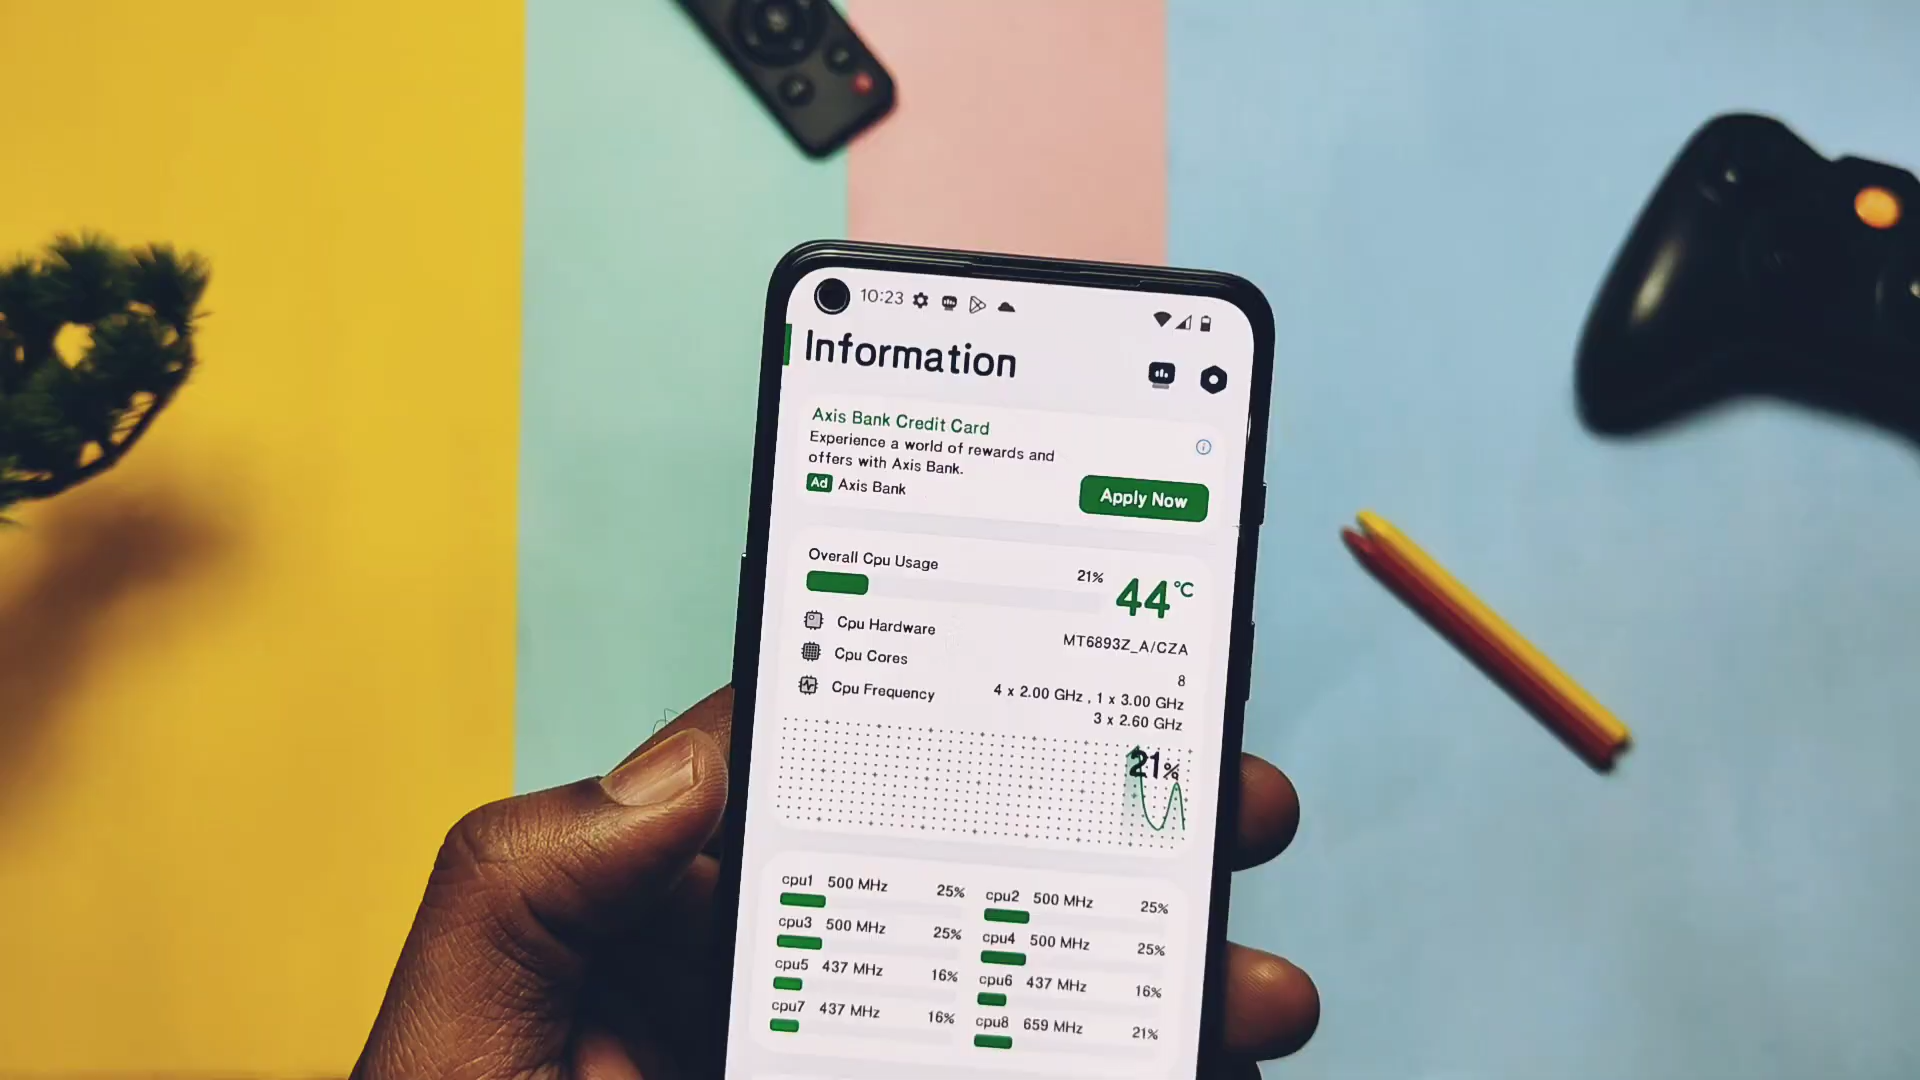 10:23
Information
Axis Bank Credit Card
Experience a world of rewards and
offers with Axis Bank.
Ad Axis Bank
Apply Now
Overall Cpu Usage 21% 44°C
Cpu Hardware MT6893Z_A/CZA
Cpu Cores 8
Cpu Frequency 4 x 2.00 GHz , 1 x 3.00 GHz
3 x 2.60 GHz
21%
cpu1 500 MHz 25% cpu2 500 MHz 25%
cpu3 500 MHz 25% cpu4 500 MHz 25%
cpu5 437 MHz 16% cpu6 437 MHz 16%
cpu7 437 MHz 16% cpu8 659 MHz 21%